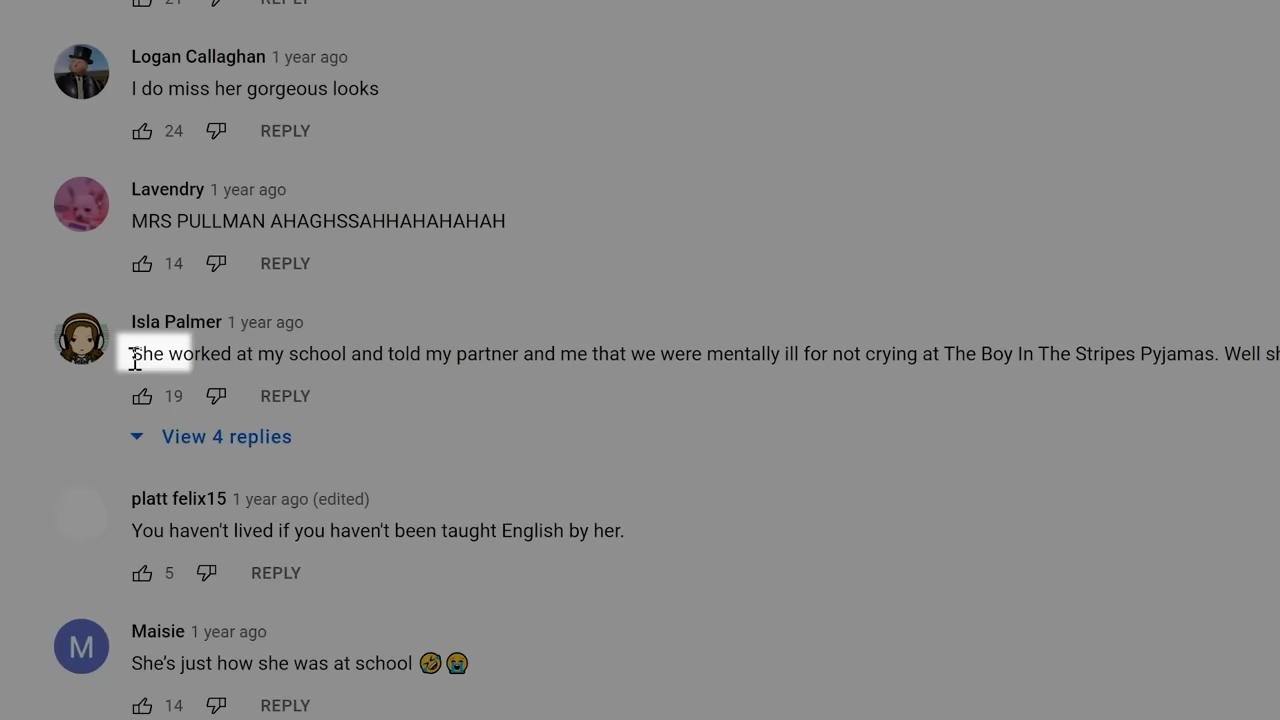 21 REPLY
Logan Callaghan 1 year ago
I do miss her gorgeous looks
24 REPLY
Lavendry 1 year ago
MRS PULLMAN AHAGHSSAHHAHAHAHAH
14 REPLY
Isla Palmer 1 year ago
She worked at my school and told my partner and me that we were mentally ill for not crying at The Boy In The Stripes Pyjamas. Well
19 REPLY
View 4 replies
platt felix15 1 year ago (edited)
You haven't lived if you haven't been taught English by her.
5 REPLY
M
Maisie 1 year ago
She’s just how she was at school 🤣😭
14 REPLY